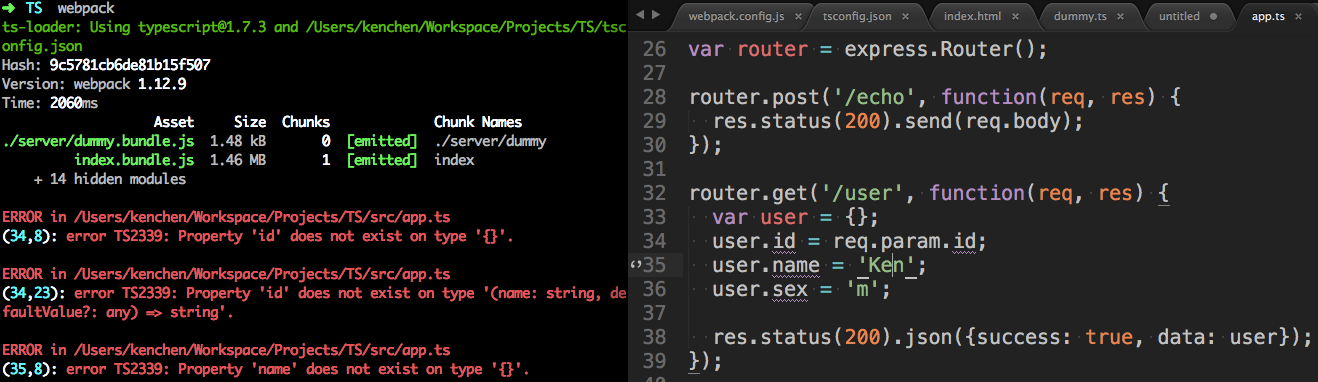 ➜ TS webpack
ts-loader: Using typescript@1.7.3 and /Users/kenchen/Workspace/Projects/TS/tsc
onfig.json
Hash: 9c5781cb6de81b15f507
Version: webpack 1.12.9
Time: 2060ms
Asset Size Chunks Chunk Names
./server/dummy.bundle.js 1.48 kB 0 [emitted] ./server/dummy
index.bundle.js 1.46 MB 1 [emitted] index
+ 14 hidden modules
ERROR in /Users/kenchen/Workspace/Projects/TS/src/app.ts
(34,8): error TS2339: Property 'id' does not exist on type '{}'.
ERROR in /Users/kenchen/Workspace/Projects/TS/src/app.ts
(34,23): error TS2339: Property 'id' does not exist on type '(name: string, de
faultValue?: any) => string'.
ERROR in /Users/kenchen/Workspace/Projects/TS/src/app.ts
(35,8): error TS2339: Property 'name' does not exist on type '{}'.
webpack.config.js × tsconfig.json × index.html × dummy.ts × untitled ● app.ts ×
26 var router = express.Router();
27
28 router.post('/echo', function(req, res) {
29 res.status(200).send(req.body);
30 });
31
32 router.get('/user', function(req, res) {
33 var user = {};
34 user.id = req.param.id;
35 user.name = 'Ken';
36 user.sex = 'm';
37
38 res.status(200).json({success: true, data: user});
39 });